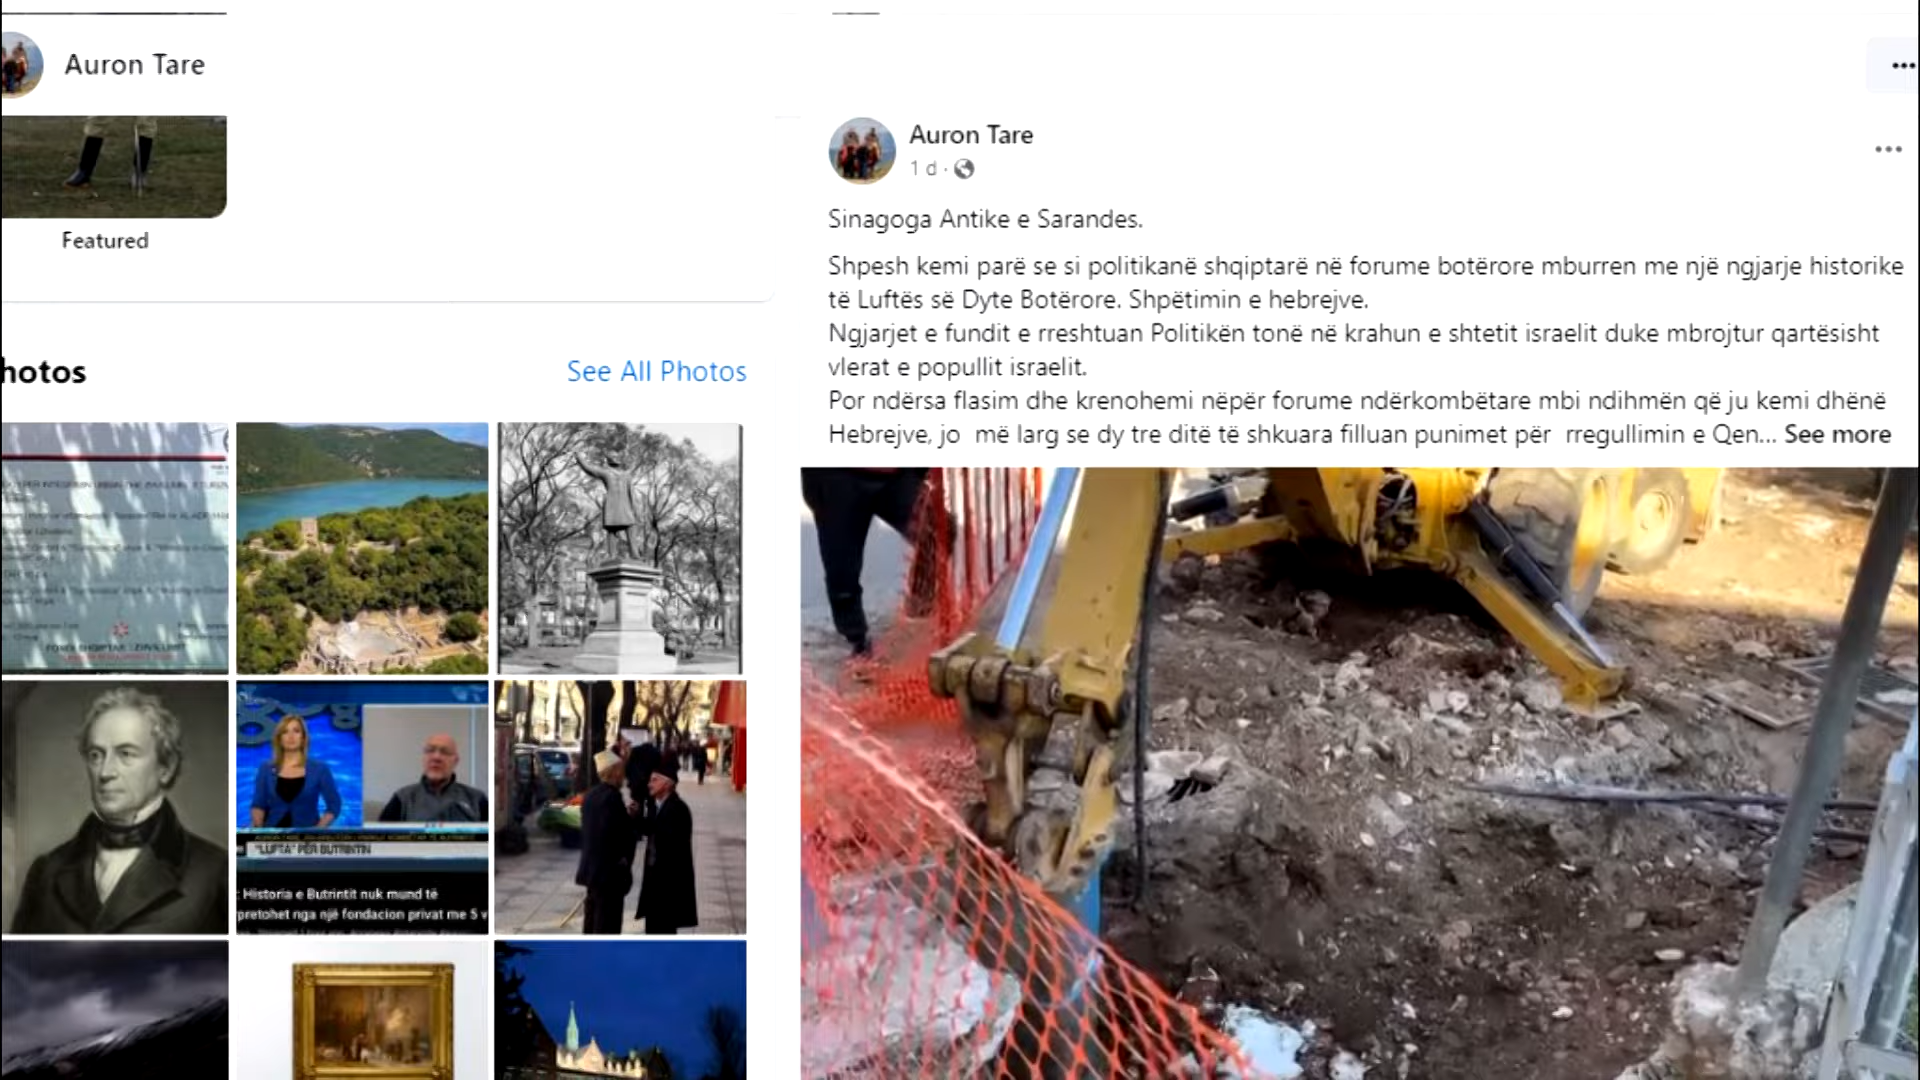 Auron Tare
Featured
hotos
See All Photos
"LUFTA" PËR BUTRINTIN
Historia e Butrintit nuk mund të
pretohet nga një fondacion privat me 5 v
Auron Tare
1 d ·
Sinagoga Antike e Sarandes.
Shpesh kemi parë se si politikanë shqiptarë në forume botërore mburren me një ngjarje historike
të Luftës së Dyte Botërore. Shpëtimin e hebrejve.
Ngjarjet e fundit e rreshtuan Politikën tonë në krahun e shtetit israelit duke mbrojtur qartësisht
vlerat e popullit israelit.
Por ndërsa flasim dhe krenohemi nëpër forume ndërkombëtare mbi ndihmën që ju kemi dhënë
Hebrejve, jo më larg se dy tre ditë të shkuara filluan punimet për rregullimin e Qen... See more